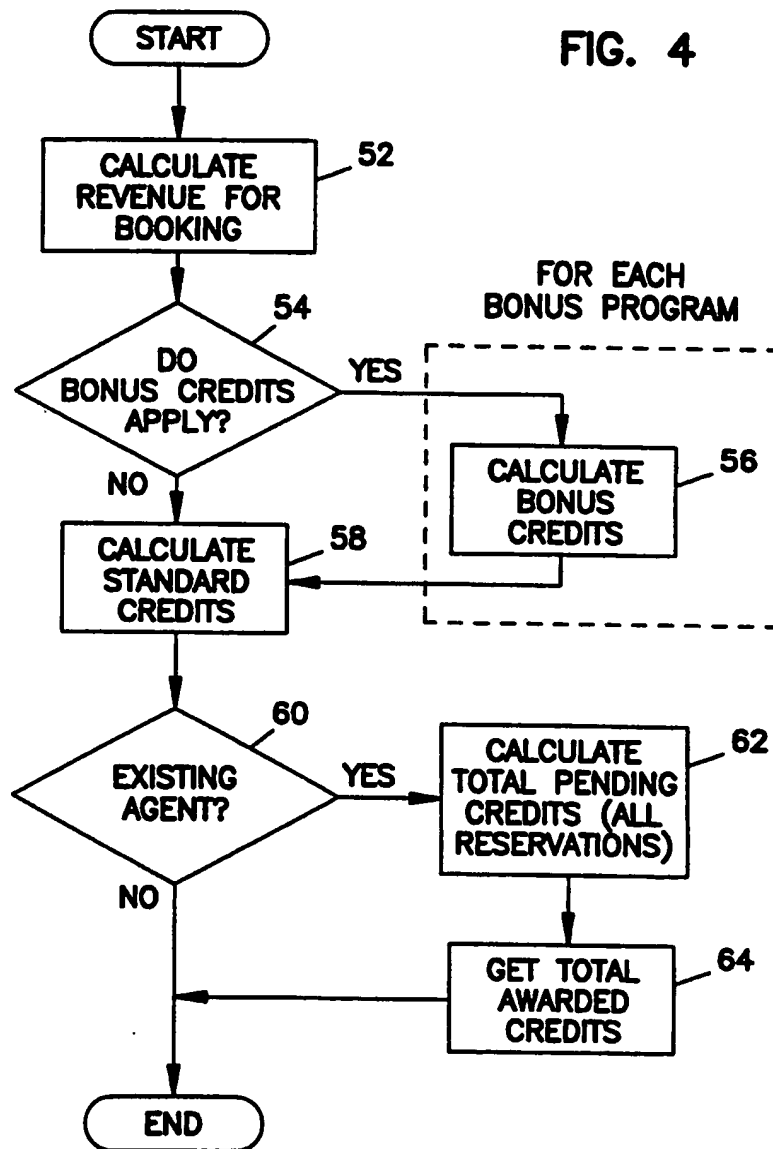 START
FIG. 4
CALCULATE
REVENUE FOR
BOOKING
52
FOR EACH
BONUS PROGRAM
54
DO
BONUS CREDITS
APPLY?
YES
NO
CALCULATE
BONUS
CREDITS
56
CALCULATE
STANDARD
CREDITS
58
60
EXISTING
AGENT?
YES
NO
CALCULATE
TOTAL PENDING
CREDITS (ALL
RESERVATIONS)
62
GET TOTAL
AWARDED
CREDITS
64
END